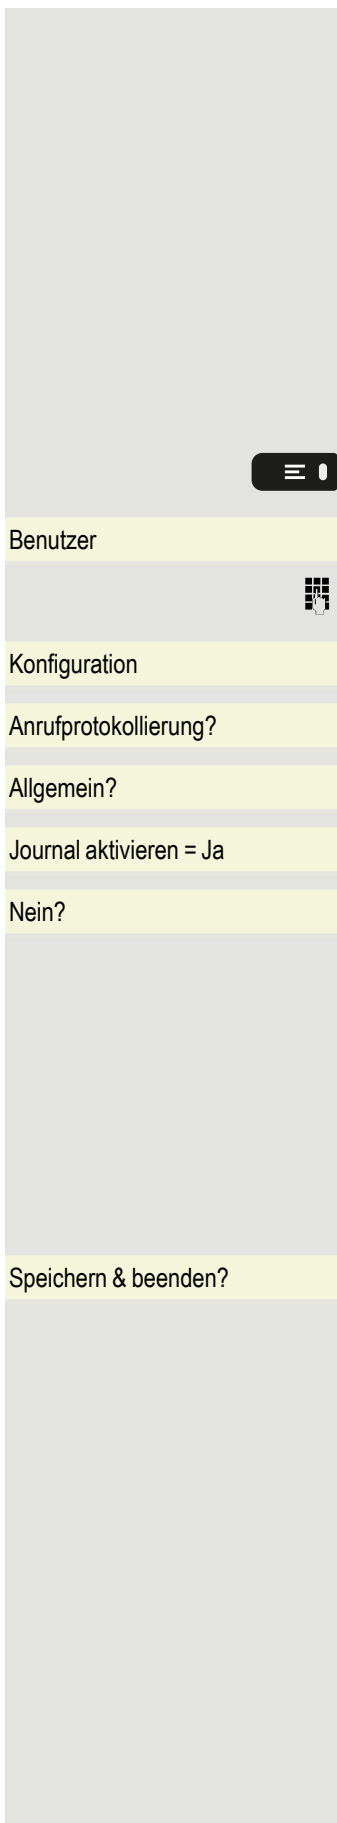 Benutzer
Konfiguration
Anrufprotokollierung?
Allgemein?
Journal aktivieren = Ja
Nein?
Speichern & beenden?